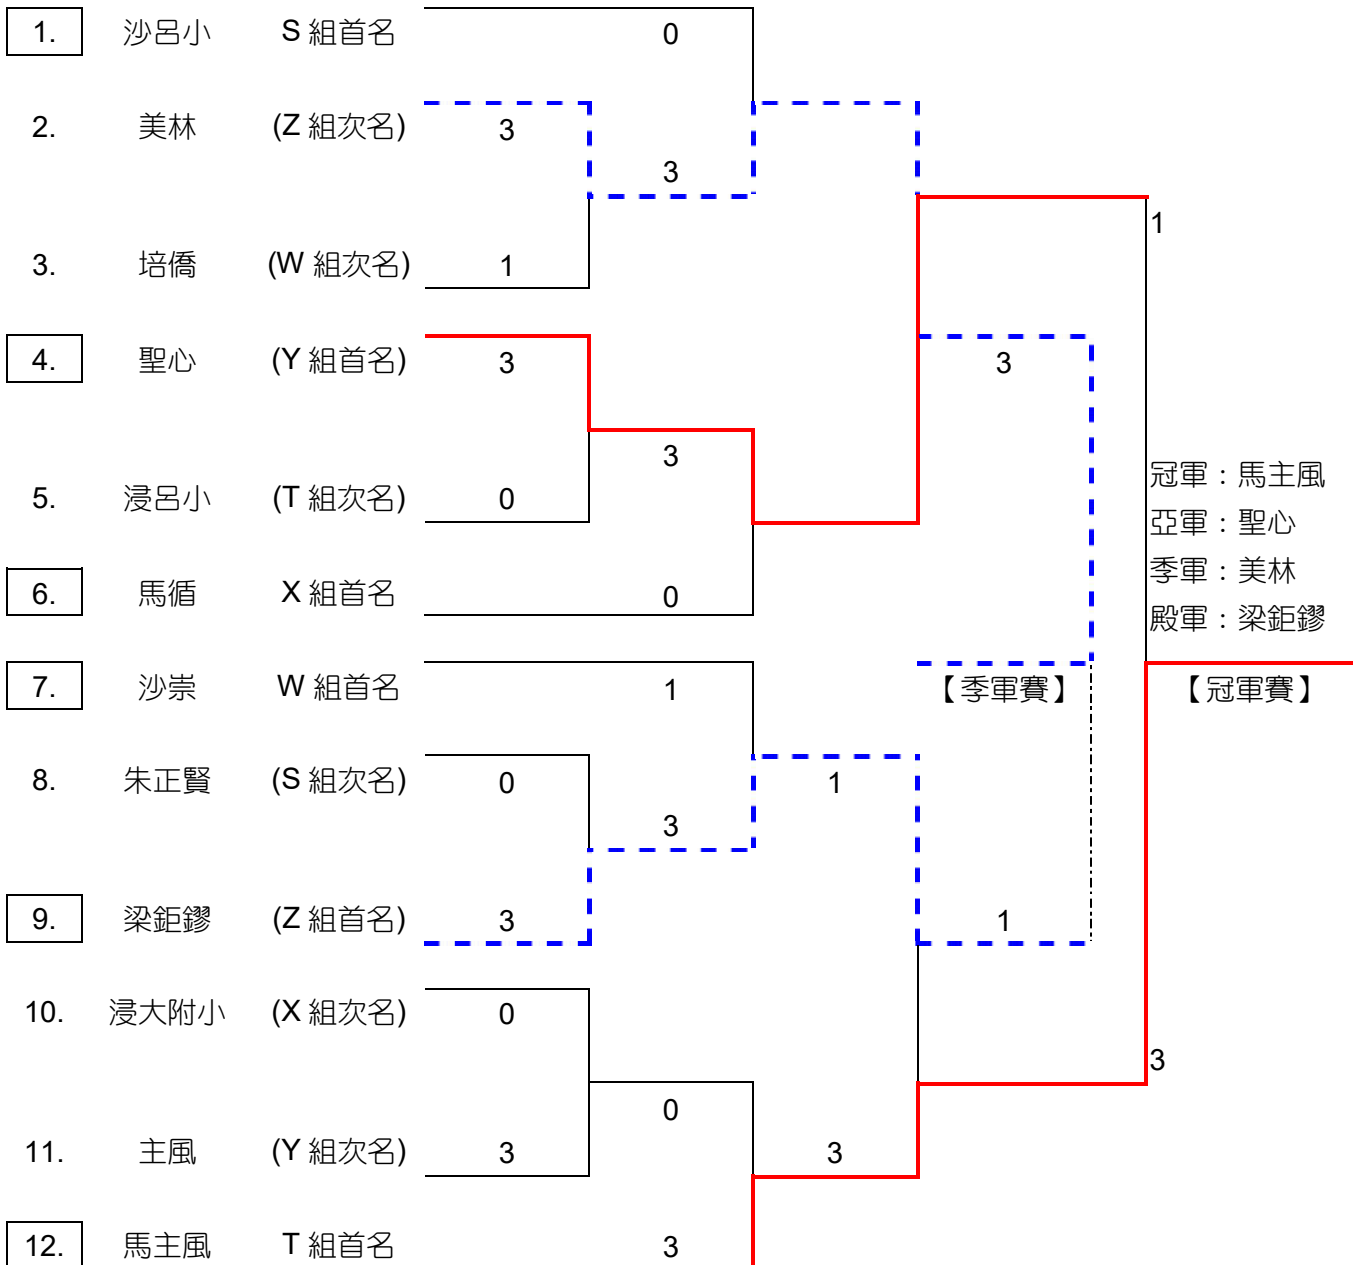 1. 沙呂小 S 組首名 0
2. 美林 (Z 組次名) 3
3
1
3. 培僑 (W 組次名) 1
4. 聖心 (Y 組首名) 3 3
3
冠軍：馬主風
5. 浸呂小 (T 組次名) 0
亞軍：聖心
季軍：美林
6. 馬循 X 組首名 0
殿軍：梁鉅鏐
7. 沙崇 W 組首名 1 【季軍賽】 【冠軍賽】
8. 朱正賢 (S 組次名) 0 1
3
9. 梁鉅鏐 (Z 組首名) 3 1
10. 浸大附小 (X 組次名) 0
3
0
11. 主風 (Y 組次名) 3 3
12. 馬主風 T 組首名 3